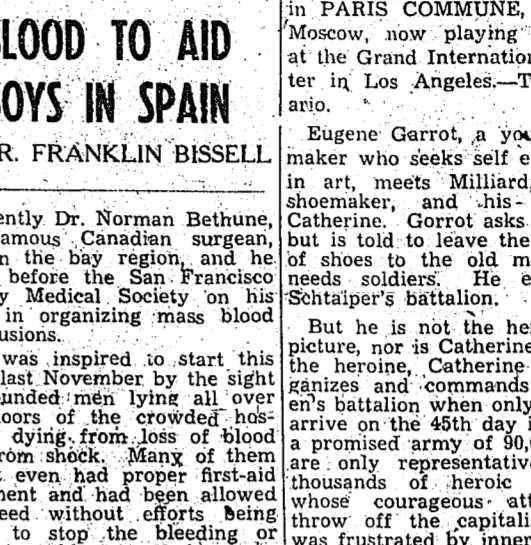 LOOD TO AID
OYS IN SPAIN
R. FRANKLIN BISSELL
ently Dr. Norman Bethune,
amous Canadian surgean,
n the bay region, and he
before the San Francisco
y Medical Society on his
in organizing mass blood
usions.
was inspired to start this
last November by the sight
unded men lying all over
loors of the crowded hos-
dying from loss of blood
rom shock. Many of them
even had proper first-aid
ment and had been allowed
eed without efforts being
to stop the bleeding or
in PARIS COMMUNE,
Moscow, now playing
at the Grand Internation
ter in Los Angeles.—T
ario.
Eugene Garrot, a you
maker who seeks self e
in art, meets Milliard,
shoemaker, and his
Catherine. Gorrot asks
but is told to leave the
of shoes to the old m
needs soldiers. He e
Schtalper's battalion.
But he is not the he
picture, nor is Catherine
the heroine, Catherine
ganizes and commands
en's battalion when only
arrive on the 45th day i
a promised army of 90,
are only representativ
thousands of heroic
whose courageous att
throw off the capitali
was frustrated by inner